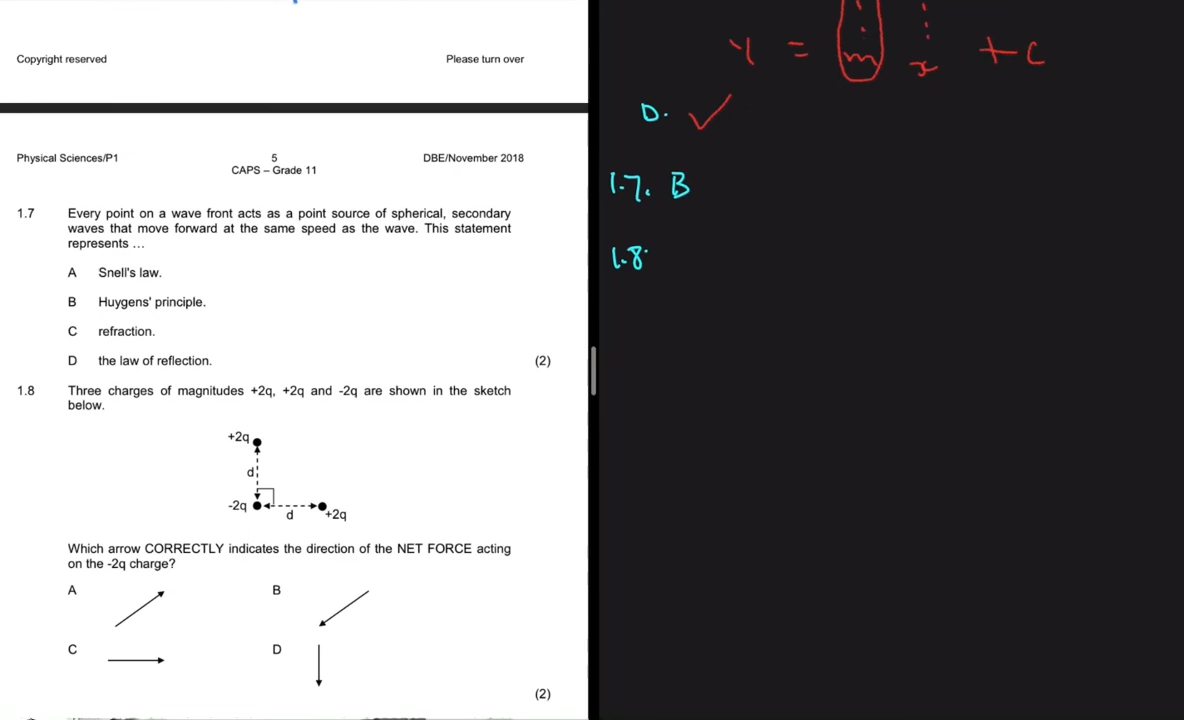 Copyright reserved Please turn over
Physical Sciences/P1 5 DBE/November 2018
CAPS – Grade 11
1.7 Every point on a wave front acts as a point source of spherical, secondary
waves that move forward at the same speed as the wave. This statement
represents …
A Snell's law.
B Huygens' principle.
C refraction.
D the law of reflection. (2)
1.8 Three charges of magnitudes +2q, +2q and -2q are shown in the sketch
below.
+2q
d
-2q
d
+2q
Which arrow CORRECTLY indicates the direction of the NET FORCE acting
on the -2q charge?
A B
C D
(2)
y = m x + c
D. ✓
1.7. B
1.8.